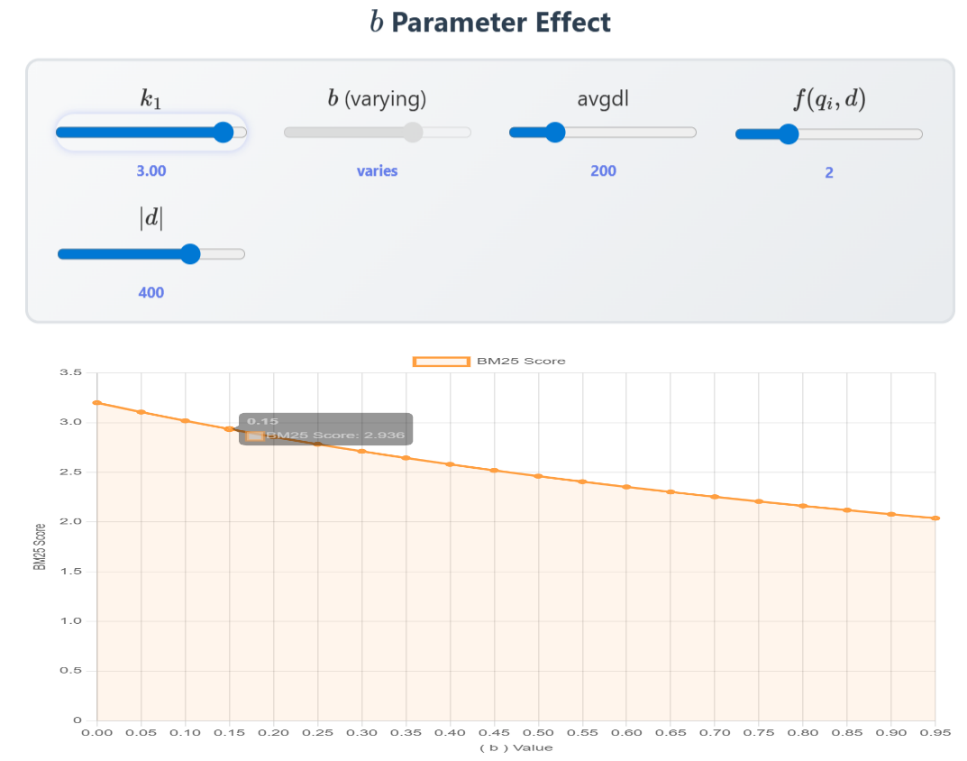 b Parameter Effect
k₁
b (varying)
avgdl
f(qᵢ, d)
3.00
varies
200
2
|d|
400
BM25 Score
3.5
3.0
2.5
2.0
1.5
1.0
0.5
0
BM25 Score
0.15
BM25 Score: 2.936
0.00 0.05 0.10 0.15 0.20 0.25 0.30 0.35 0.40 0.45 0.50 0.55 0.60 0.65 0.70 0.75 0.80 0.85 0.90 0.95
( b ) Value